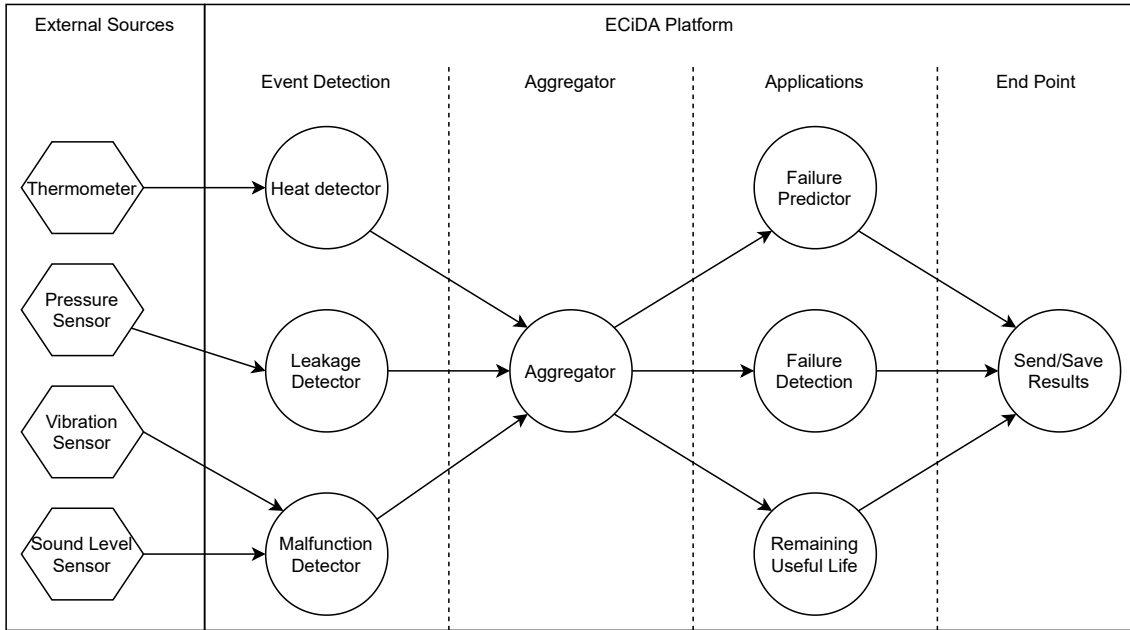 External Sources
ECiDA Platform
Event Detection
Aggregator
Applications
End Point
Thermometer
Heat detector
Failure
Predictor
Pressure
Sensor
Leakage
Detector
Aggregator
Failure
Detection
Send/Save
Results
Vibration
Sensor
Sound Level
Sensor
Malfunction
Detector
Remaining
Useful Life